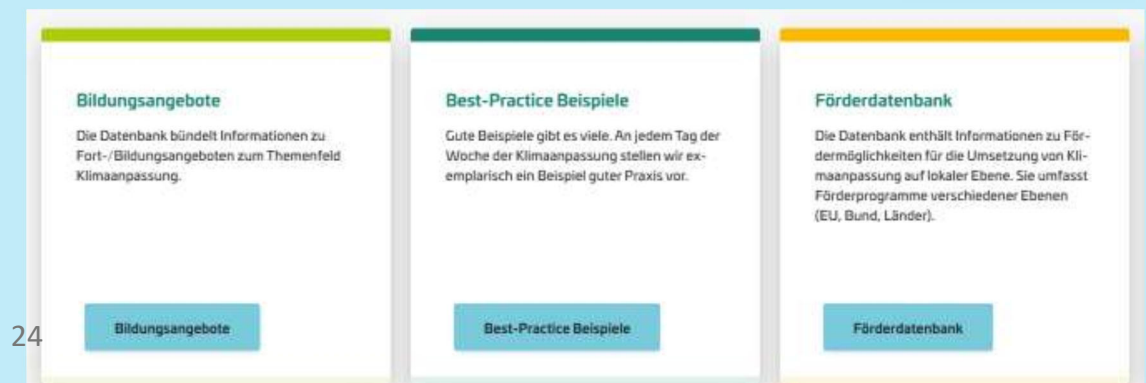 Bildungsangebote
Die Datenbank bündelt Informationen zu
Fort-/Bildungsangeboten zum Themenfeld
Klimaanpassung.
Bildungsangebote
Best-Practice Beispiele
Gute Beispiele gibt es viele. An jedem Tag der
Woche der Klimaanpassung stellen wir ex-
emplarisch ein Beispiel guter Praxis vor.
Best-Practice Beispiele
Förderdatenbank
Die Datenbank enthält Informationen zu För-
dermöglichkeiten für die Umsetzung von Kli-
maanpassung auf lokaler Ebene. Sie umfasst
Förderprogramme verschiedener Ebenen
(EU, Bund, Länder).
Förderdatenbank
24